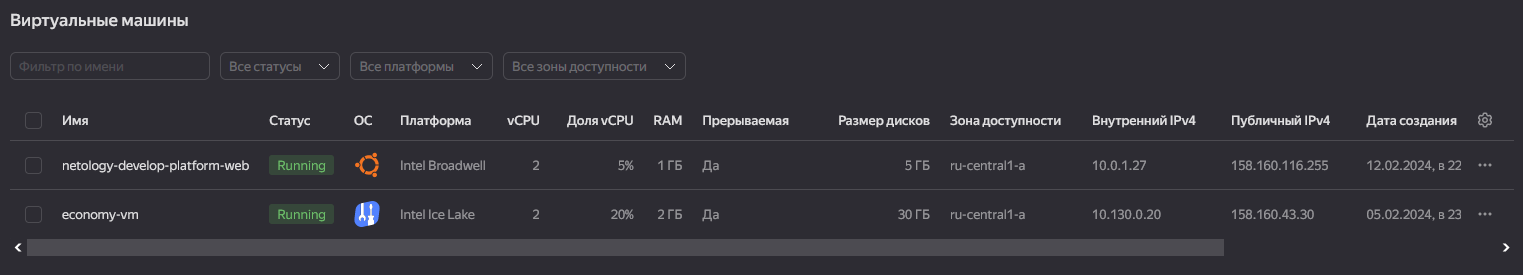 Виртуальные машины
Фильтр по имени Все статусы Все платформы Все зоны доступности
Имя Статус ОС Платформа vCPU Доля vCPU RAM Прерываемая Размер дисков Зона доступности Внутренний IPv4 Публичный IPv4 Дата создания
netology-develop-platform-web Running Intel Broadwell 2 5% 1 ГБ Да 5 ГБ ru-central1-a 10.0.1.27 158.160.116.255 12.02.2024, в 22
economy-vm Running Intel Ice Lake 2 20% 2 ГБ Да 30 ГБ ru-central1-a 10.130.0.20 158.160.43.30 05.02.2024, в 23